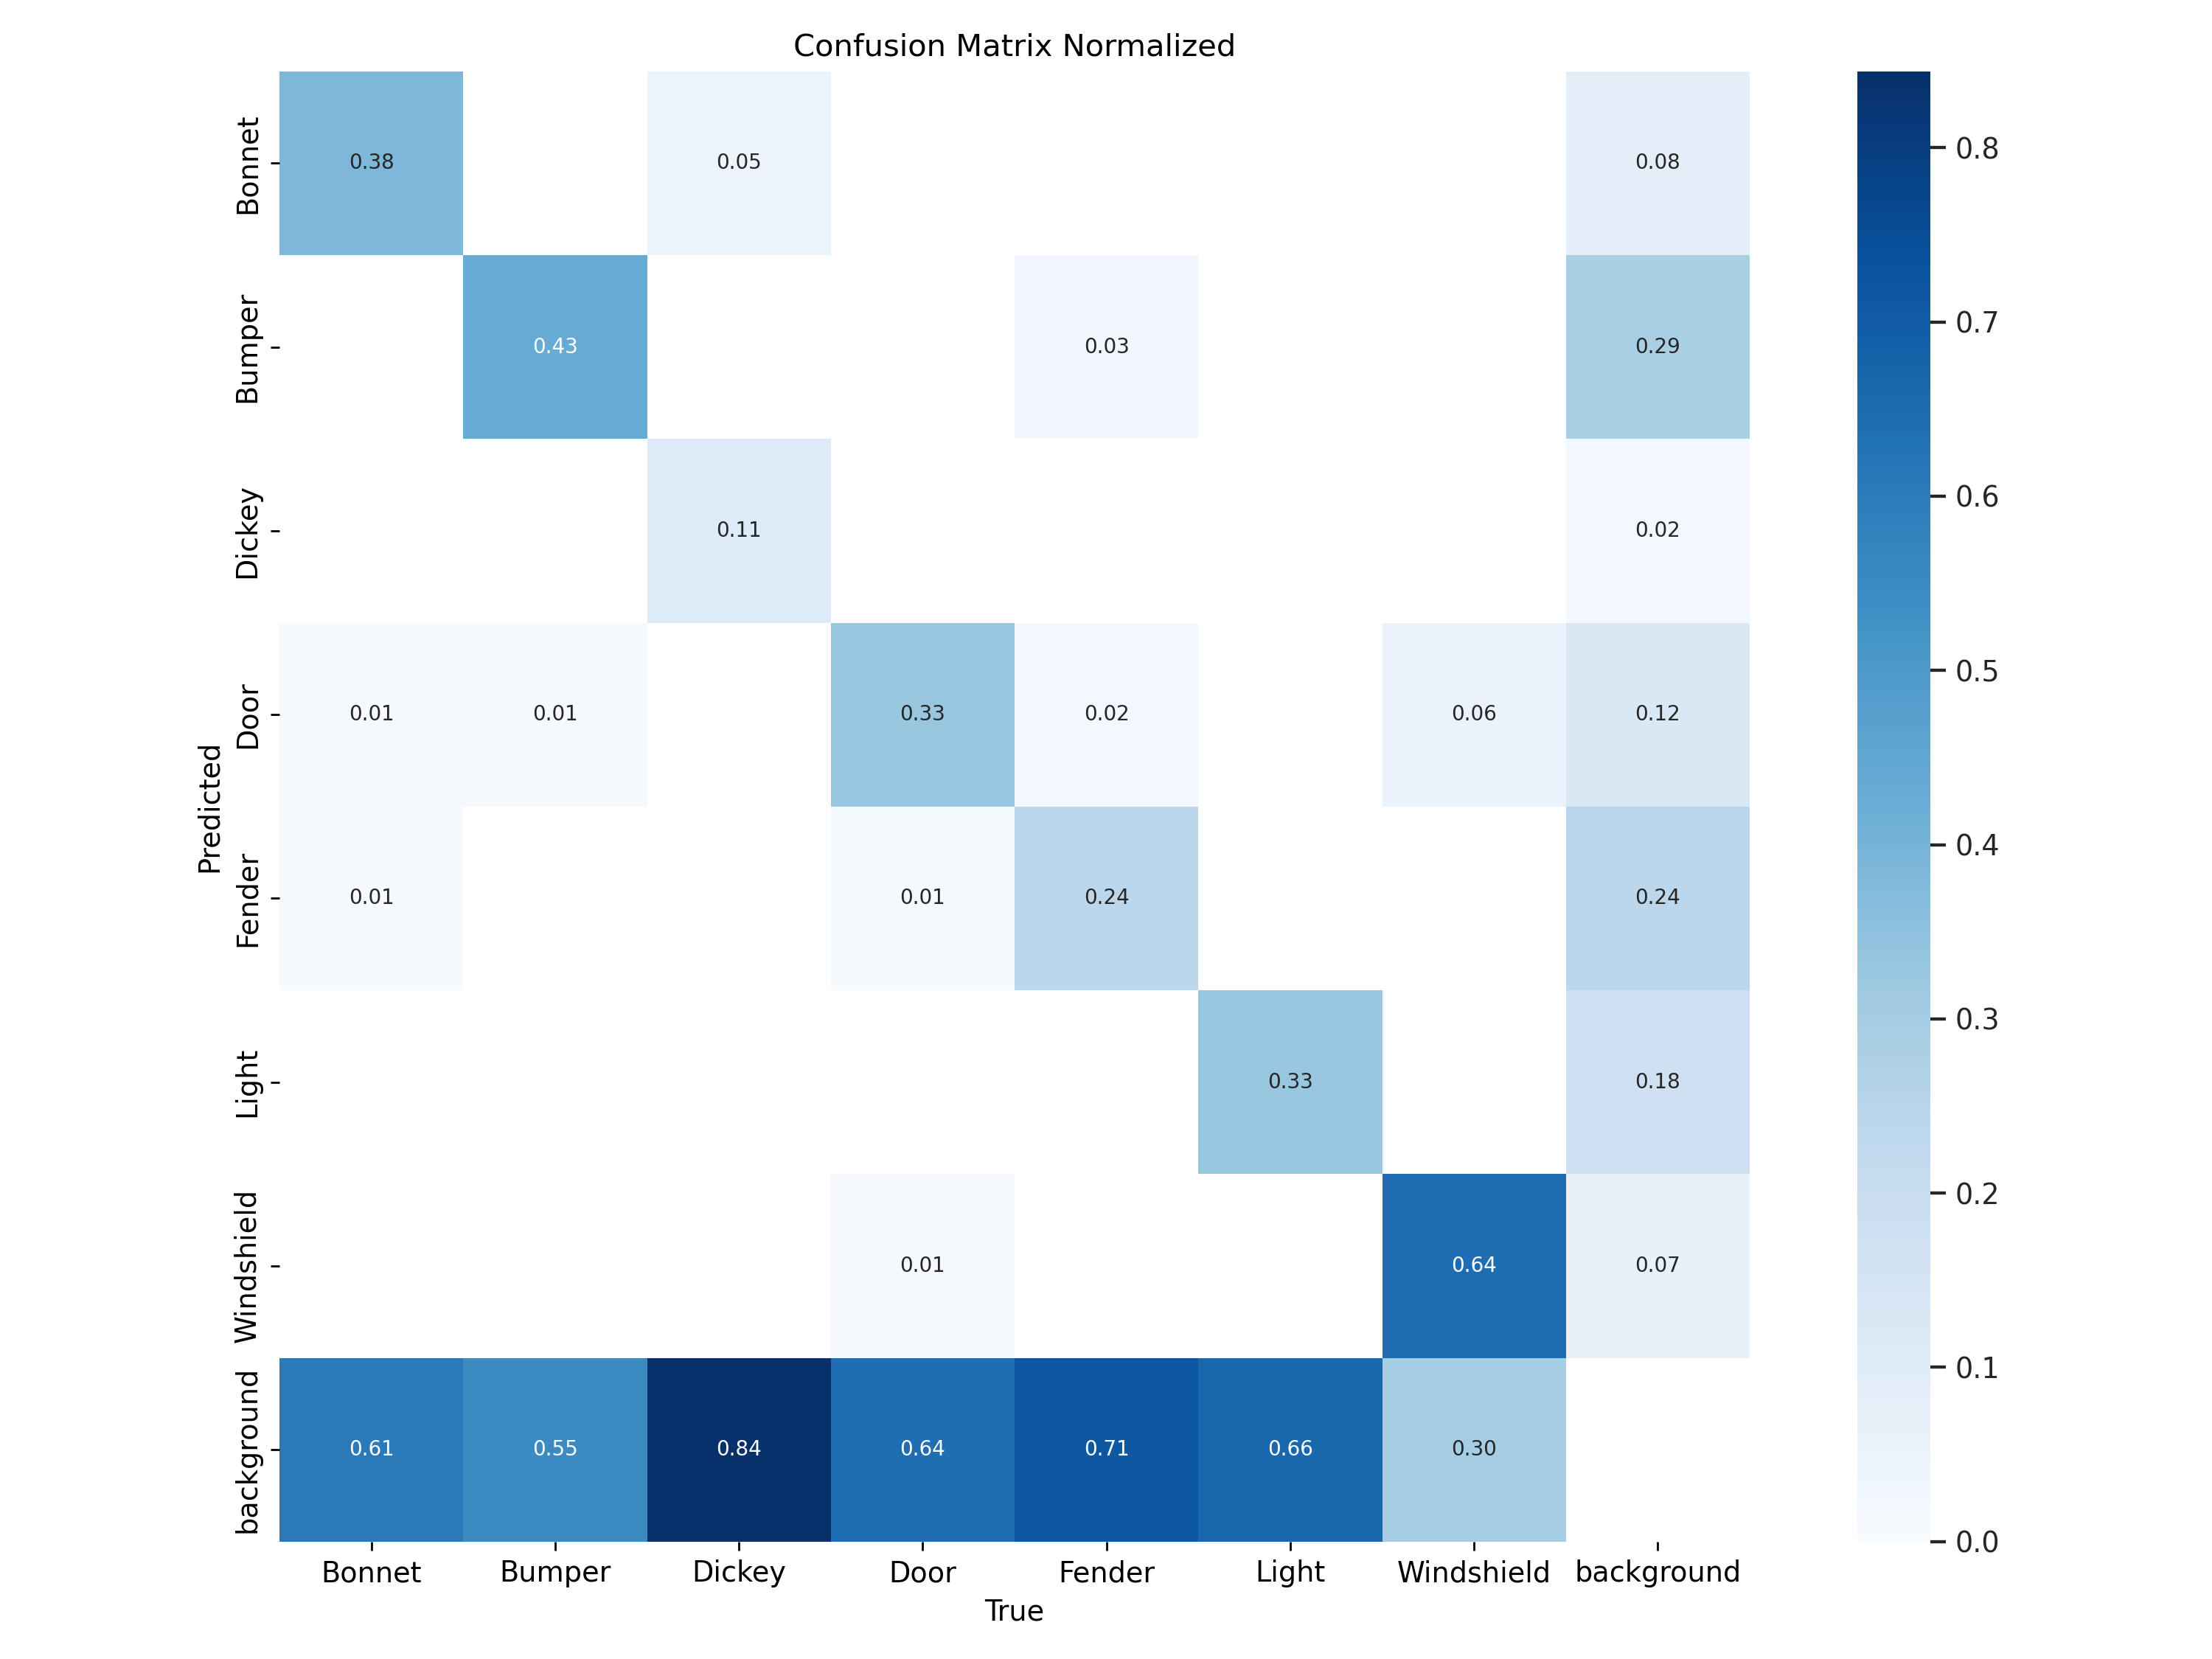 Confusion Matrix Normalized
Bonnet 0.38 0.05 0.08
Bumper 0.43 0.03 0.29
Dickey 0.11 0.02
Door 0.01 0.01 0.33 0.02 0.06 0.12
Fender 0.01 0.01 0.24 0.24
Light 0.33 0.18
Windshield 0.01 0.64 0.07
background 0.61 0.55 0.84 0.64 0.71 0.66 0.30
Predicted
Bonnet Bumper Dickey Door Fender Light Windshield background
True
0.8
0.7
0.6
0.5
0.4
0.3
0.2
0.1
0.0